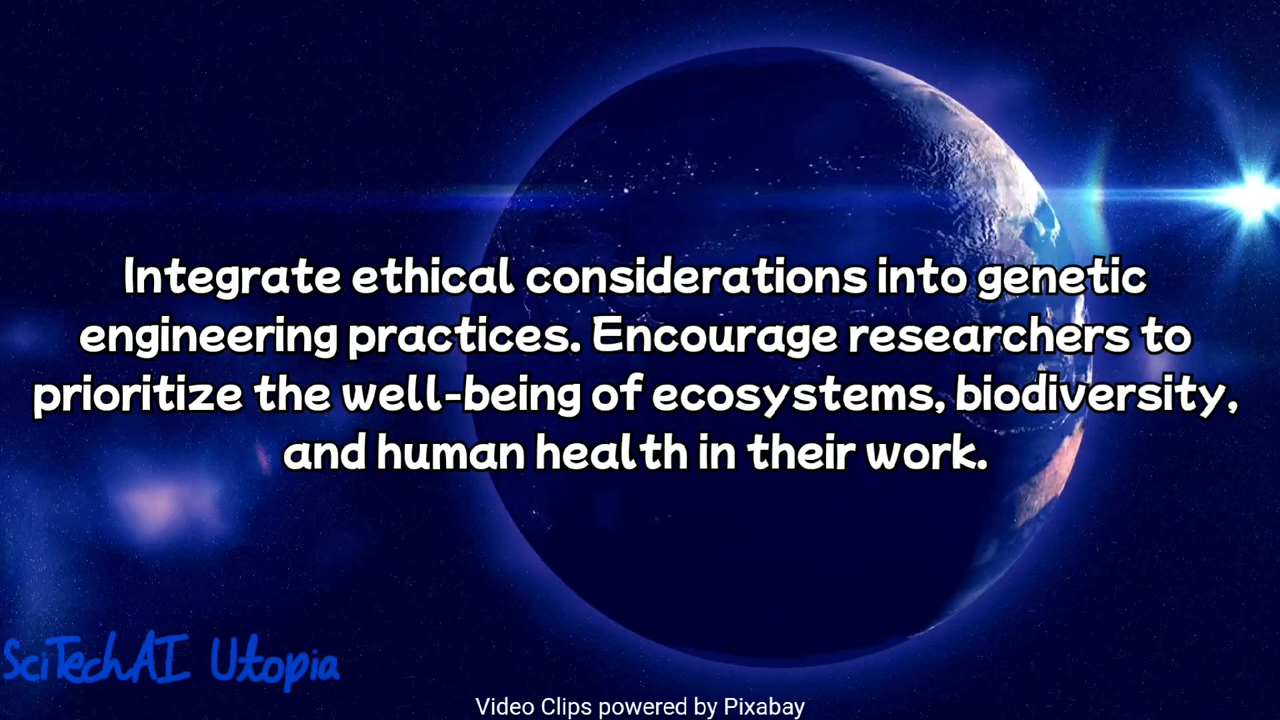 Integrate ethical considerations into genetic
engineering practices. Encourage researchers to
prioritize the well-being of ecosystems, biodiversity,
and human health in their work.
SciTechAI Utopia
Video Clips powered by Pixabay